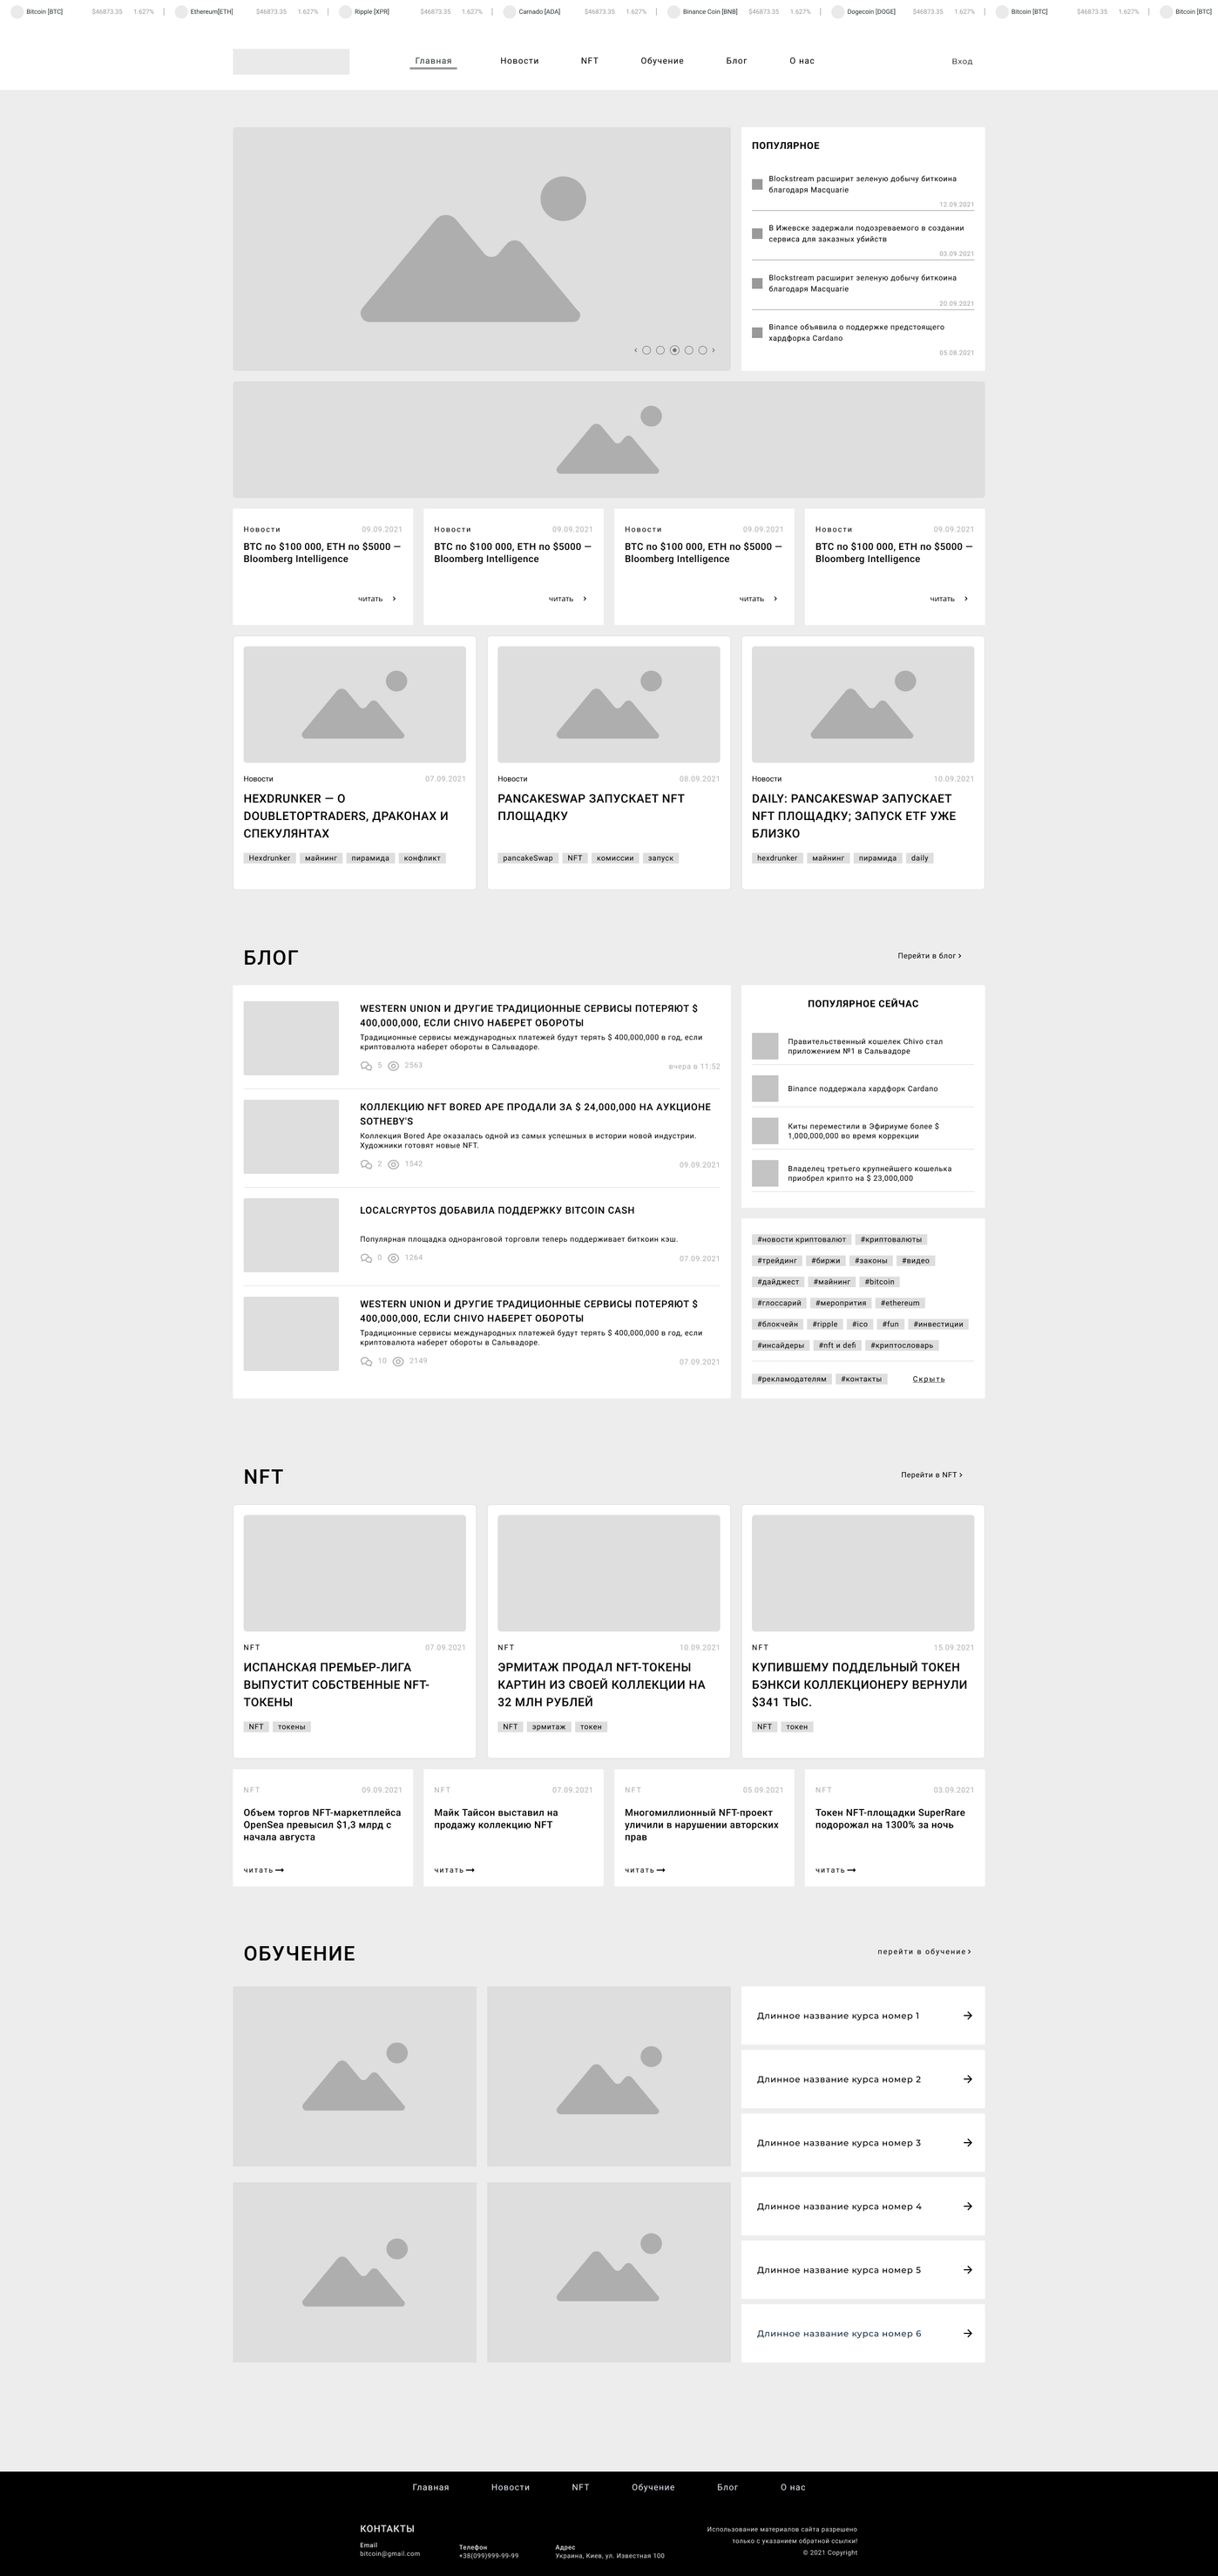 Bitcoin [BTC] $46873.35 1.627% | Ethereum[ETH] $46873.35 1.627% | Ripple [XPR] $46873.35 1.627% | Carnado [ADA] $46873.35 1.627% | Binance Coin [BNB] $46873.35 1.627% | Dogecoin [DOGE] $46873.35 1.627% | Bitcoin [BTC] $46873.35 1.627% | Bitcoin [BTC]
Главная Новости NFT Обучение Блог О нас Вход
ПОПУЛЯРНОЕ
Blockstream расширит зеленую добычу биткоина
благодаря Macquarie
12.09.2021
В Ижевске задержали подозреваемого в создании
сервиса для заказных убийств
03.09.2021
Blockstream расширит зеленую добычу биткоина
благодаря Macquarie
20.09.2021
Binance объявила о поддержке предстоящего
хардфорка Cardano
05.08.2021
Новости 09.09.2021
BTC по $100 000, ETH по $5000 —
Bloomberg Intelligence
читать
Новости 09.09.2021
BTC по $100 000, ETH по $5000 —
Bloomberg Intelligence
читать
Новости 09.09.2021
BTC по $100 000, ETH по $5000 —
Bloomberg Intelligence
читать
Новости 09.09.2021
BTC по $100 000, ETH по $5000 —
Bloomberg Intelligence
читать
Новости 07.09.2021
HEXDRUNKER — О
DOUBLETOPTRADERS, ДРАКОНАХ И
СПЕКУЛЯНТАХ
Hexdrunker майнинг пирамида конфликт
Новости 08.09.2021
PANCAKESWAP ЗАПУСКАЕТ NFT
ПЛОЩАДКУ
pancakeSwap NFT комиссии запуск
Новости 10.09.2021
DAILY: PANCAKESWAP ЗАПУСКАЕТ
NFT ПЛОЩАДКУ; ЗАПУСК ETF УЖЕ
БЛИЗКО
hexdrunker майнинг пирамида daily
БЛОГ
Перейти в блог
WESTERN UNION И ДРУГИЕ ТРАДИЦИОННЫЕ СЕРВИСЫ ПОТЕРЯЮТ $
400,000,000, ЕСЛИ CHIVO НАБЕРЕТ ОБОРОТЫ
Традиционные сервисы международных платежей будут терять $ 400,000,000 в год, если
криптовалюта наберет обороты в Сальвадоре.
5 2563 вчера в 11:52
КОЛЛЕКЦИЮ NFT BORED APE ПРОДАЛИ ЗА $ 24,000,000 НА АУКЦИОНЕ
SOTHEBY'S
Коллекция Bored Ape оказалась одной из самых успешных в истории новой индустрии.
Художники готовят новые NFT.
2 1542 09.09.2021
LOCALCRYPTOS ДОБАВИЛА ПОДДЕРЖКУ BITCOIN CASH
Популярная площадка одноранговой торговли теперь поддерживает биткоин кэш.
0 1264 07.09.2021
WESTERN UNION И ДРУГИЕ ТРАДИЦИОННЫЕ СЕРВИСЫ ПОТЕРЯЮТ $
400,000,000, ЕСЛИ CHIVO НАБЕРЕТ ОБОРОТЫ
Традиционные сервисы международных платежей будут терять $ 400,000,000 в год, если
криптовалюта наберет обороты в Сальвадоре.
10 2149 07.09.2021
ПОПУЛЯРНОЕ СЕЙЧАС
Правительственный кошелек Chivo стал
приложением №1 в Сальвадоре
Binance поддержала хардфорк Cardano
Киты переместили в Эфириуме более $
1,000,000,000 во время коррекции
Владелец третьего крупнейшего кошелька
приобрел крипто на $ 23,000,000
#новости криптовалют #криптовалюты
#трейдинг #биржи #законы #видео
#дайджест #майнинг #bitcoin
#глоссарий #меропрития #ethereum
#блокчейн #ripple #ico #fun #инвестиции
#инсайдеры #nft и defi #криптословарь
#рекламодателям #контакты Скрыть
NFT
Перейти в NFT
NFT 07.09.2021
ИСПАНСКАЯ ПРЕМЬЕР-ЛИГА
ВЫПУСТИТ СОБСТВЕННЫЕ NFT-
ТОКЕНЫ
NFT токены
NFT 10.09.2021
ЭРМИТАЖ ПРОДАЛ NFT-ТОКЕНЫ
КАРТИН ИЗ СВОЕЙ КОЛЛЕКЦИИ НА
32 МЛН РУБЛЕЙ
NFT эрмитаж токен
NFT 15.09.2021
КУПИВШЕМУ ПОДДЕЛЬНЫЙ ТОКЕН
БЭНКСИ КОЛЛЕКЦИОНЕРУ ВЕРНУЛИ
$341 ТЫС.
NFT токен
NFT 09.09.2021
Объем торгов NFT-маркетплейса
OpenSea превысил $1,3 млрд с
начала августа
читать
NFT 07.09.2021
Майк Тайсон выставил на
продажу коллекцию NFT
читать
NFT 05.09.2021
Многомиллионный NFT-проект
уличили в нарушении авторских
прав
читать
NFT 03.09.2021
Токен NFT-площадки SuperRare
подорожал на 1300% за ночь
читать
ОБУЧЕНИЕ
перейти в обучение
Длинное название курса номер 1
Длинное название курса номер 2
Длинное название курса номер 3
Длинное название курса номер 4
Длинное название курса номер 5
Длинное название курса номер 6
Главная Новости NFT Обучение Блог О нас
КОНТАКТЫ
Email
bitcoin@gmail.com
Телефон
+38(099)999-99-99
Адрес
Украина, Киев, ул. Известная 100
Использование материалов сайта разрешено
только с указанием обратной ссылки!
© 2021 Copyright